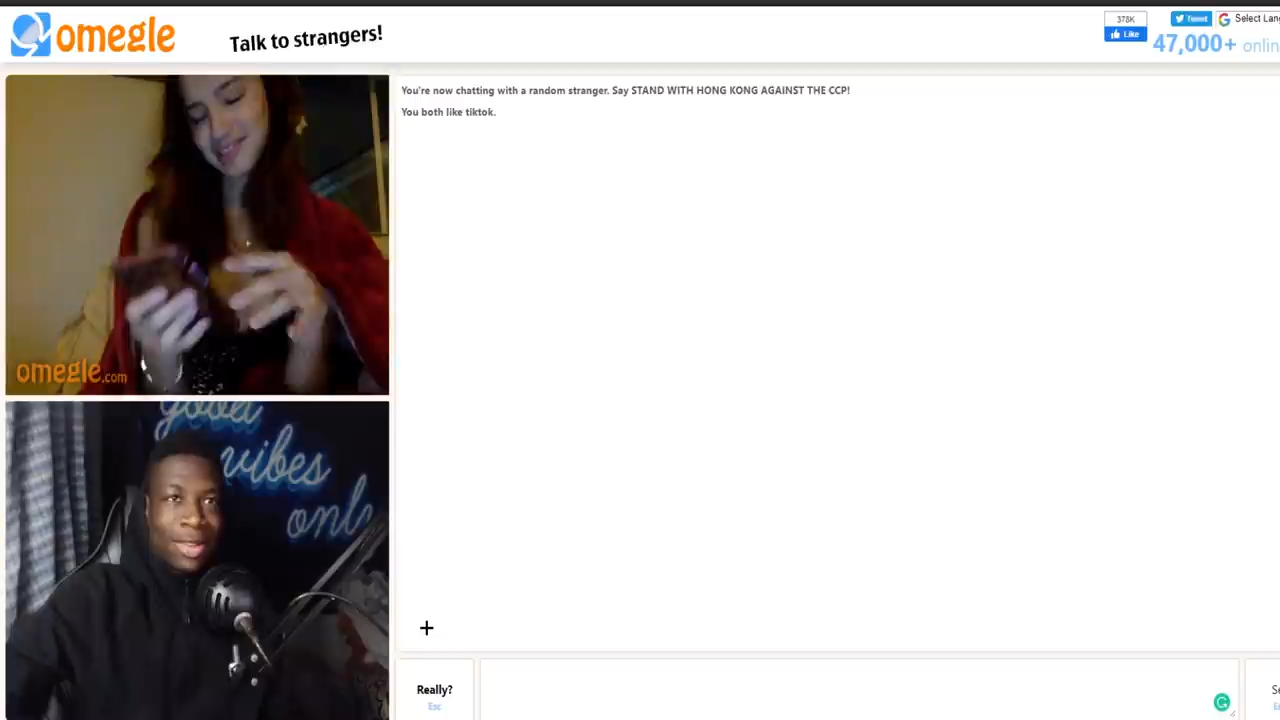 omegle
Talk to strangers!
378K
Like
Tweet
Select Lang
47,000+ onlin
You're now chatting with a random stranger. Say STAND WITH HONG KONG AGAINST THE CCP!
You both like tiktok.
omegle.com
good
vibes
only
Really?
Esc
Se